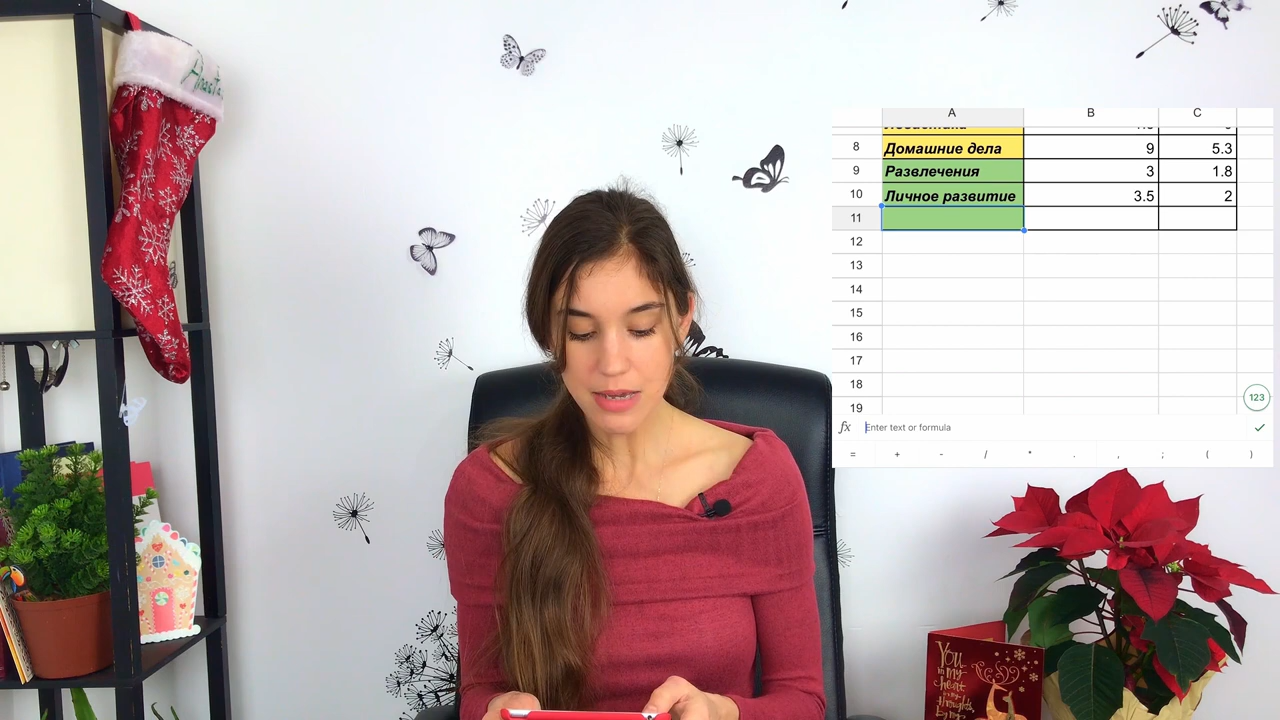 A B C
8 Домашние дела 9 5.3
9 Развлечения 3 1.8
10 Личное развитие 3.5 2
11
12
13
14
15
16
17
18
19
123
fx Enter text or formula
= + - / * . , ; ( )
You
in my
heart
thoughts,